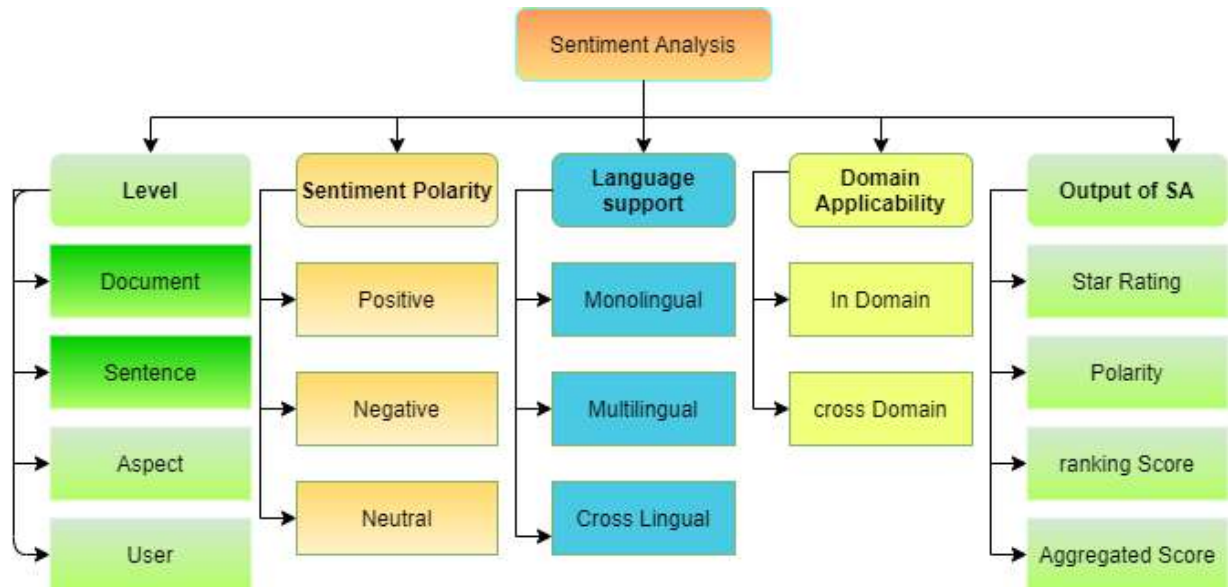 Sentiment Analysis
Level
Document
Sentence
Aspect
User
Sentiment Polarity
Positive
Negative
Neutral
Language
support
Monolingual
Multilingual
Cross Lingual
Domain
Applicability
In Domain
cross Domain
Output of SA
Star Rating
Polarity
ranking Score
Aggregated Score